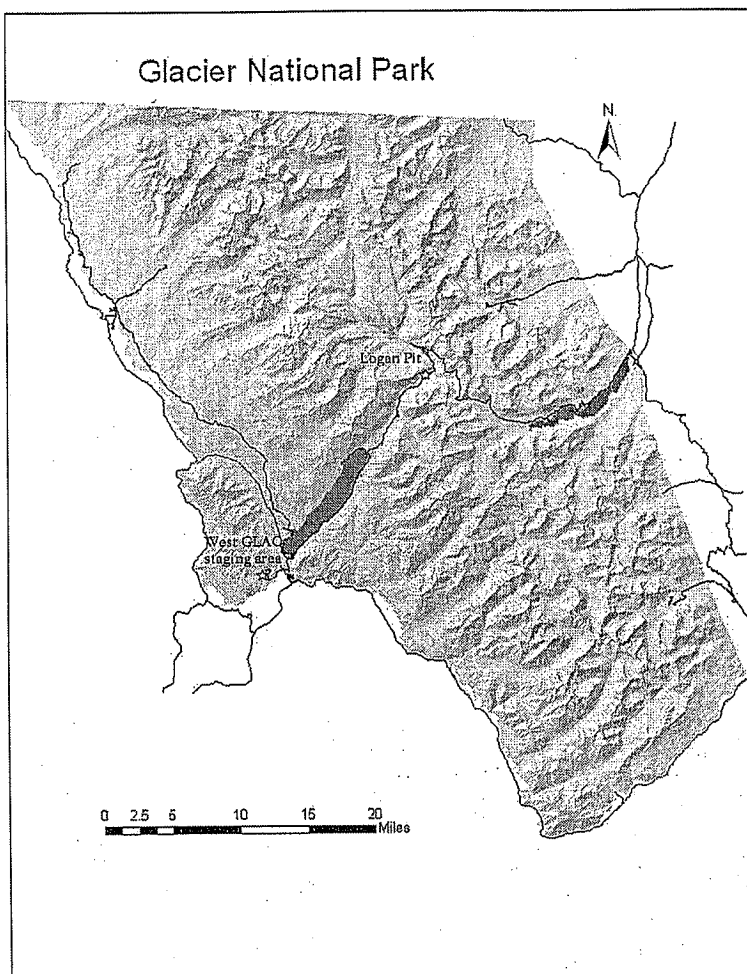 Glacier National Park
N
Logan Pit
West GLAC
staging area
0 2.5 5 10 15 20
Miles